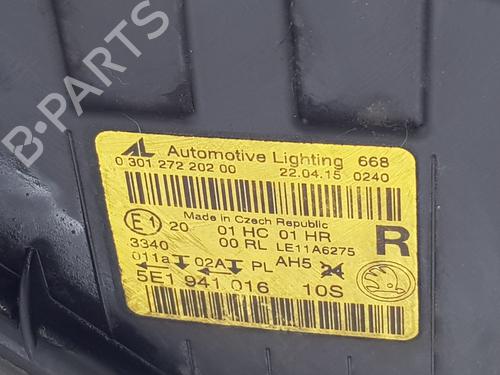 B-PARTS
AL Automotive Lighting 668
0 301 272 202 00 22.04.15 0240
Made in Czech Republic
E1 20 01 HC 01 HR R
3340 00 RL LE11A6275
011a 02A PL AH5 24
5E1 941 016 10S